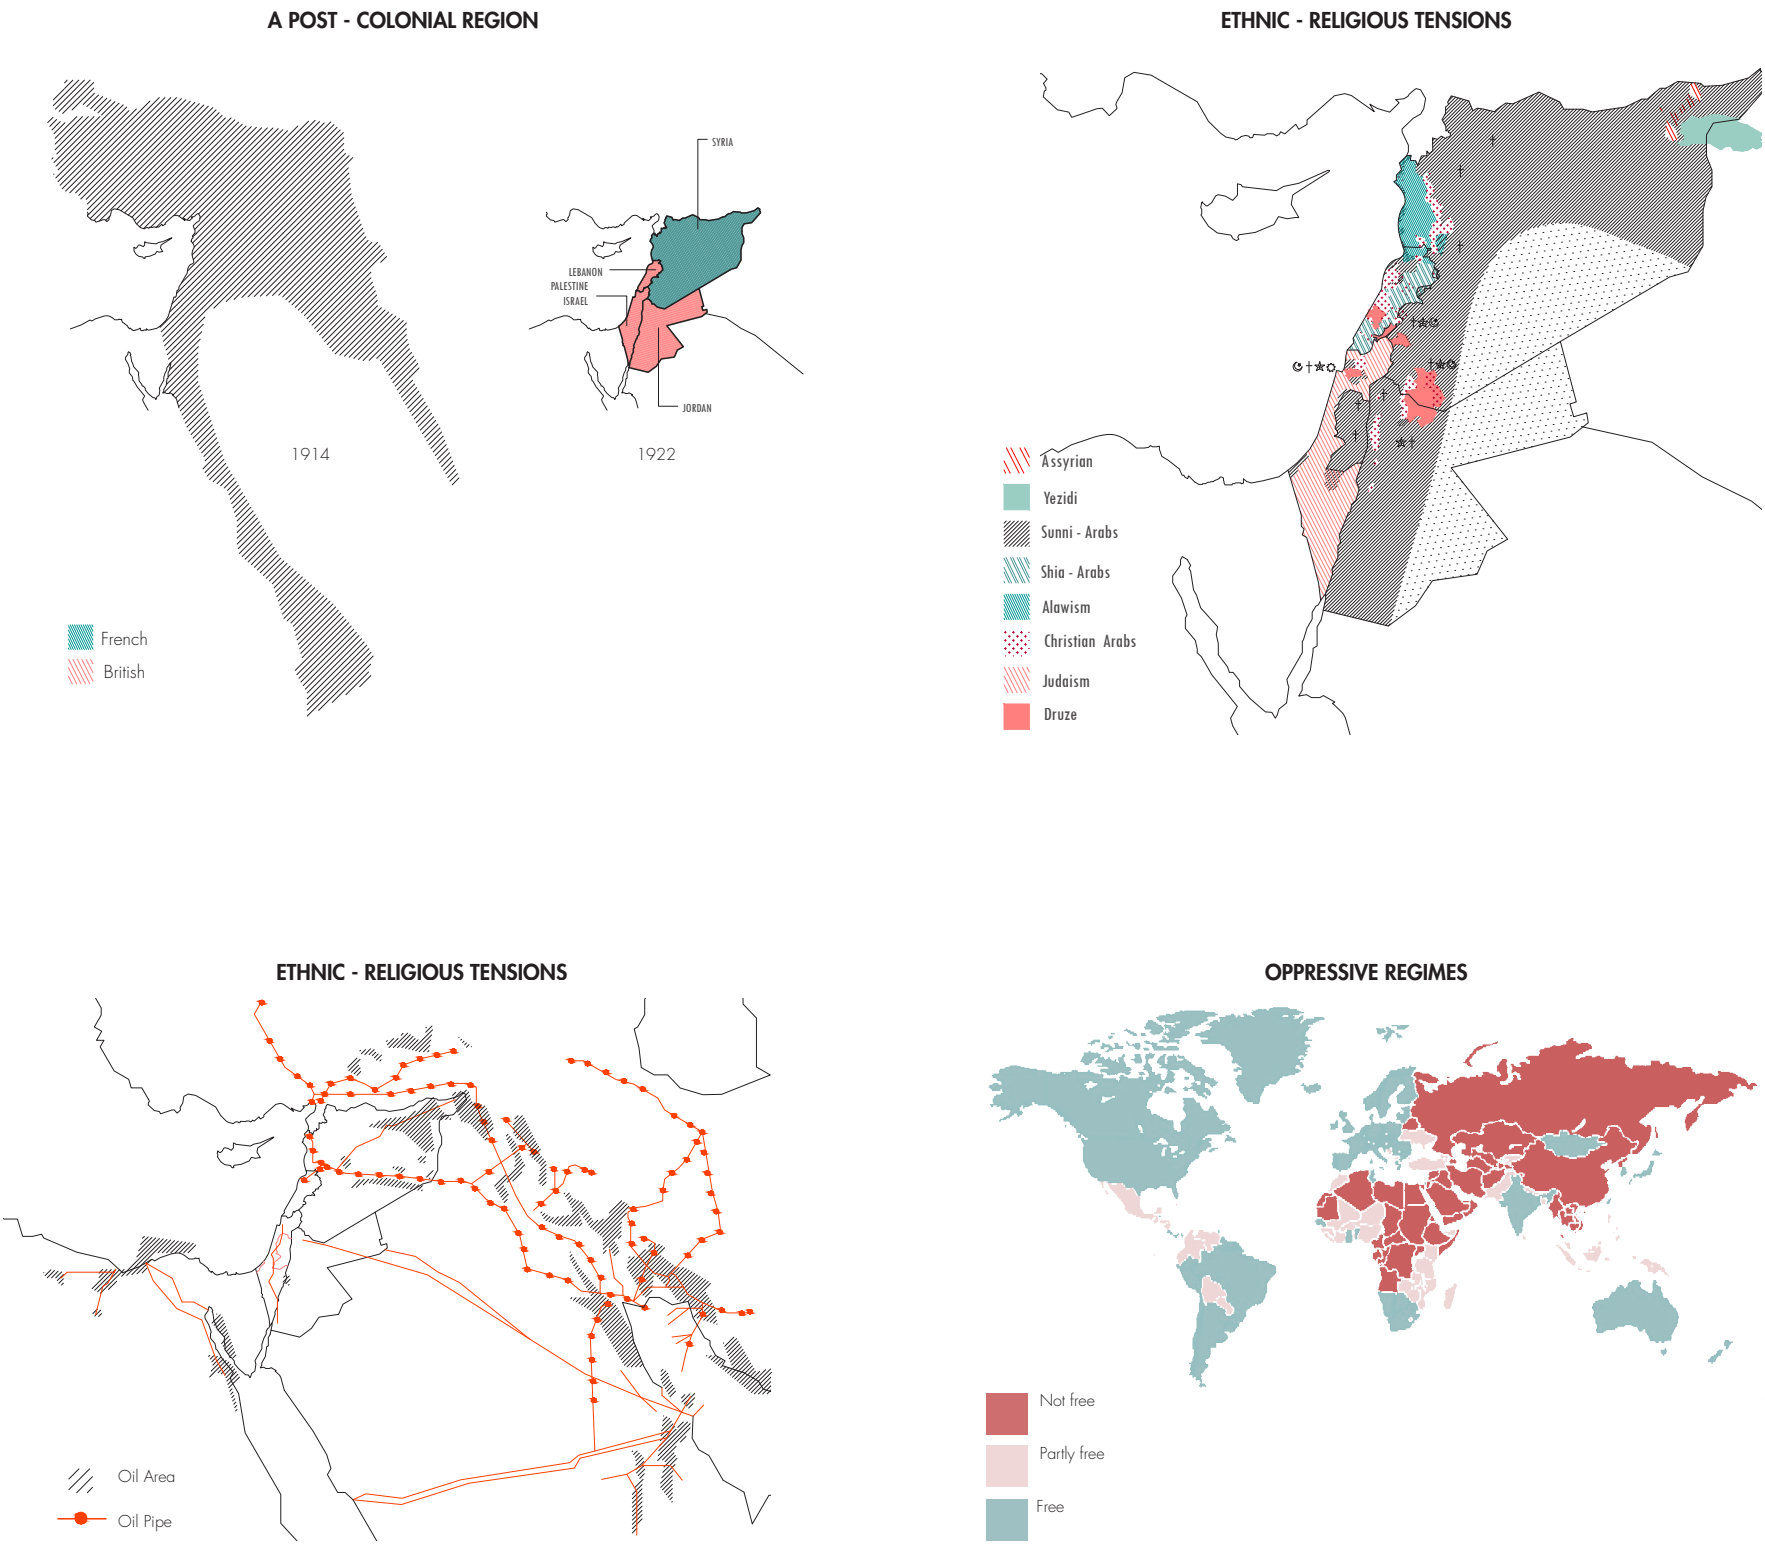 A POST - COLONIAL REGION
SYRIA
LEBANON
PALESTINE
ISRAEL
JORDAN
1914
1922
French
British
ETHNIC - RELIGIOUS TENSIONS
Assyrian
Yezidi
Sunni - Arabs
Shia - Arabs
Alawism
Christian Arabs
Judaism
Druze
ETHNIC - RELIGIOUS TENSIONS
Oil Area
Oil Pipe
OPPRESSIVE REGIMES
Not free
Partly free
Free